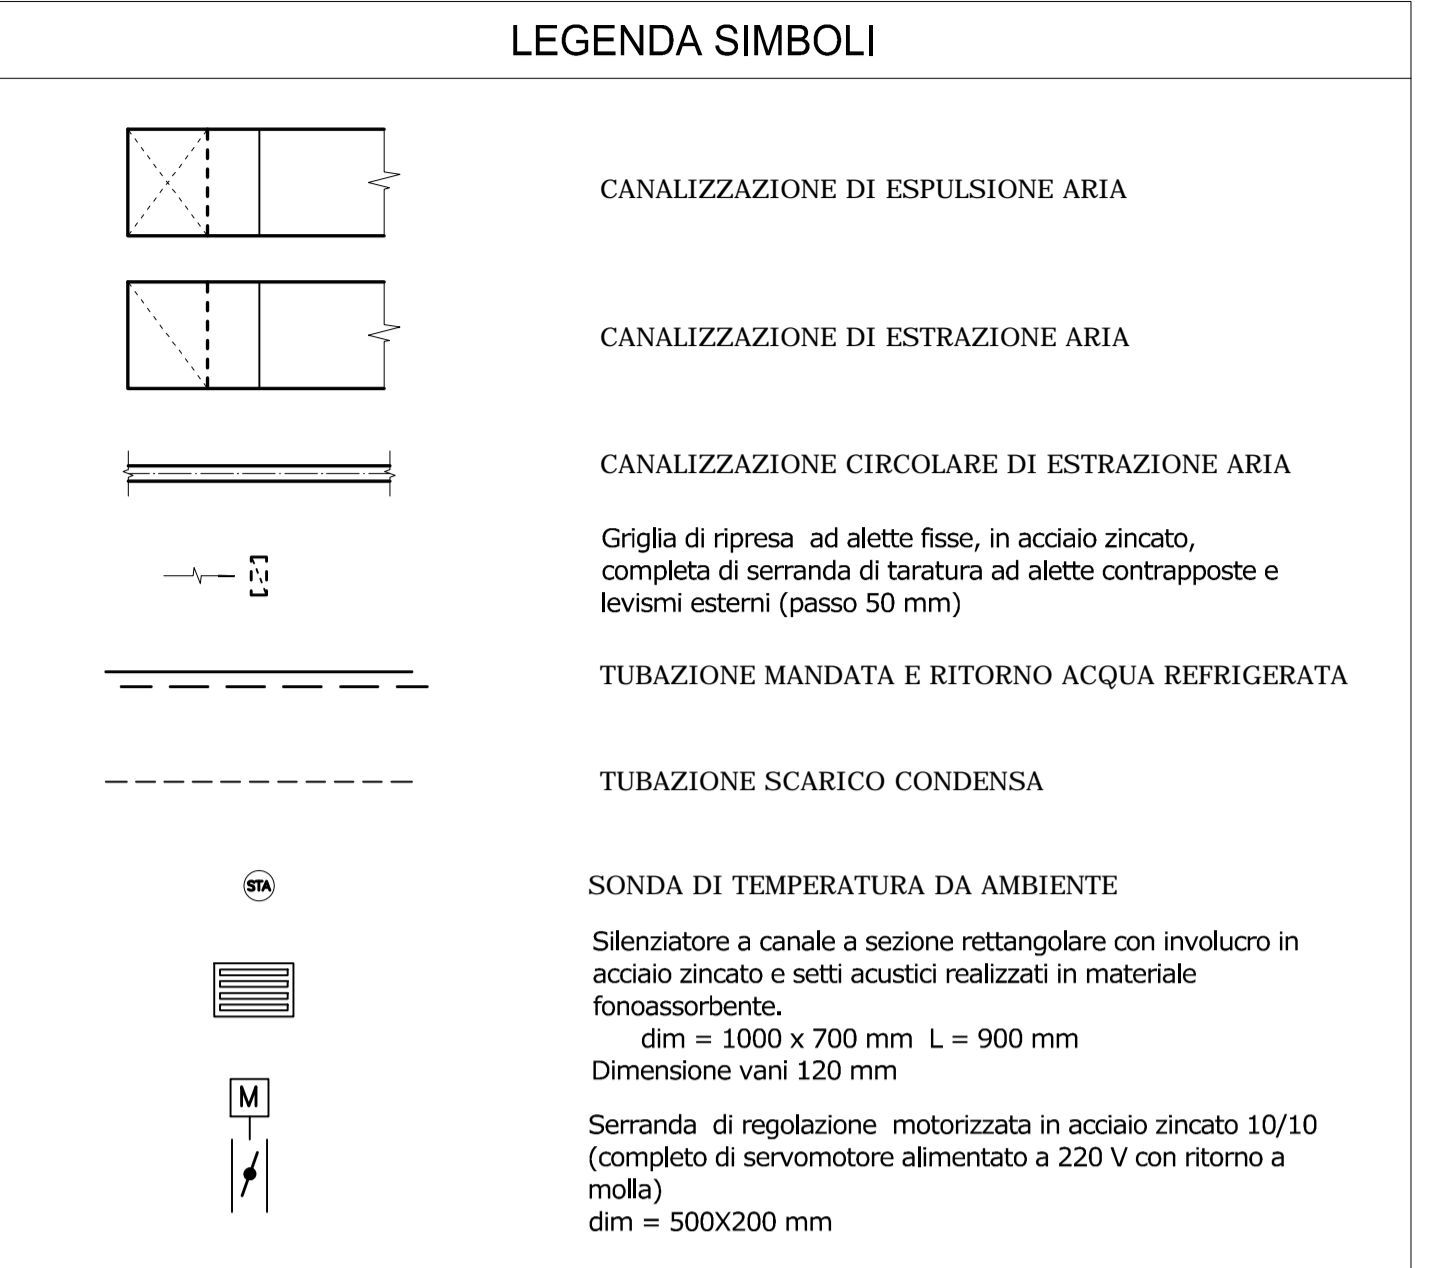 LEGENDA SIMBOLI
CANALIZZAZIONE DI ESPULSIONE ARIA
CANALIZZAZIONE DI ESTRAZIONE ARIA
CANALIZZAZIONE CIRCOLARE DI ESTRAZIONE ARIA
Griglia di ripresa ad alette fisse, in acciaio zincato,
completa di serranda di taratura ad alette contrapposte e
levismi esterni (passo 50 mm)
TUBAZIONE MANDATA E RITORNO ACQUA REFRIGERATA
TUBAZIONE SCARICO CONDENSA
STA
SONDA DI TEMPERATURA DA AMBIENTE
Silenziatore a canale a sezione rettangolare con involucro in
acciaio zincato e setti acustici realizzati in materiale
fonoassorbente.
dim = 1000 x 700 mm L = 900 mm
Dimensione vani 120 mm
M
Serranda di regolazione motorizzata in acciaio zincato 10/10
(completo di servomotore alimentato a 220 V con ritorno a
molla)
dim = 500X200 mm